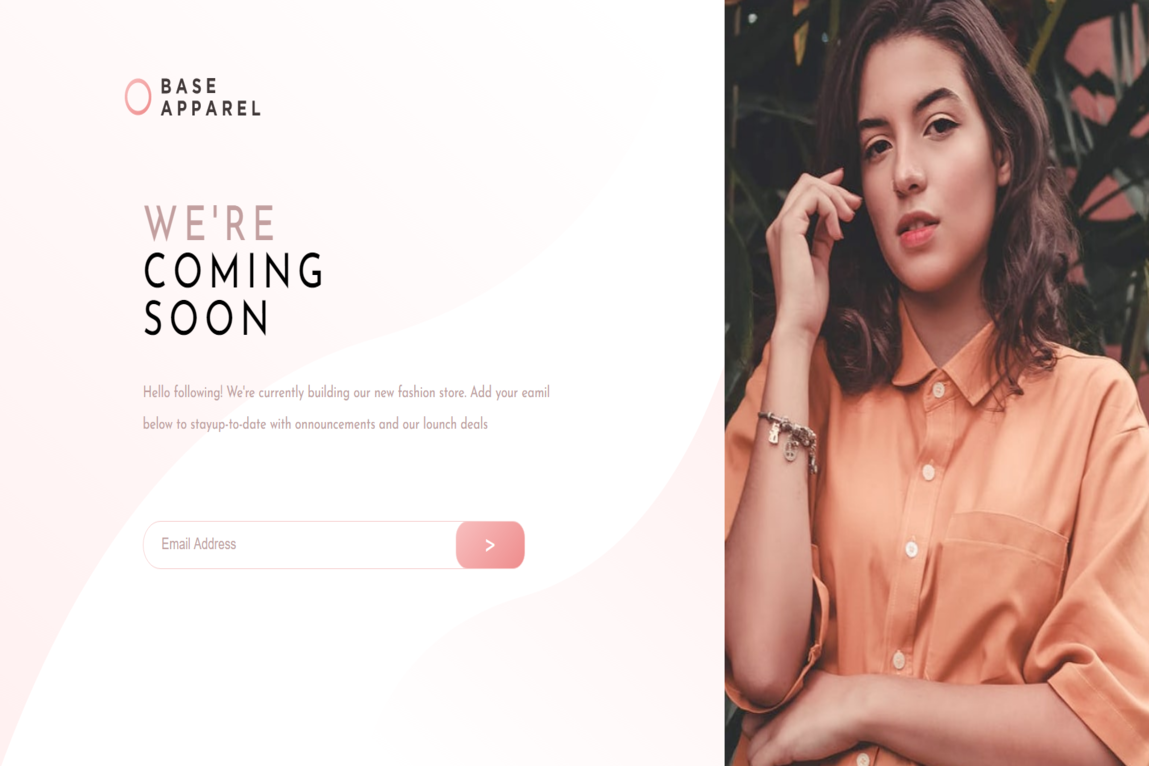 BASE
APPAREL
WE'RE
COMING
SOON
Hello following! We're currently building our new fashion store. Add your eamil
below to stayup-to-date with onnouncements and our lounch deals
Email Address
>